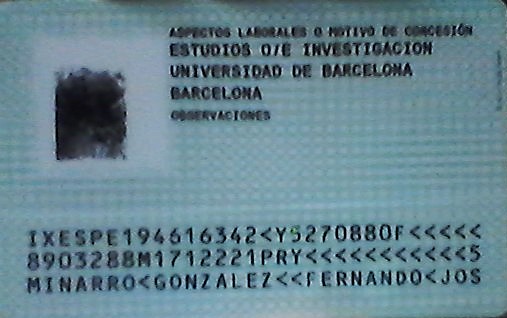 ASPECTOS LABORALES O MOTIVO DE CONCESIÓN
ESTUDIOS O/E INVESTIGACION
UNIVERSIDAD DE BARCELONA
BARCELONA
OBSERVACIONES
IXESPE194616342<Y5270880F<<<<<
8903288M1712221PRY<<<<<<<<<<<5
MINARRO<GONZALEZ<<FERNANDO<JOS